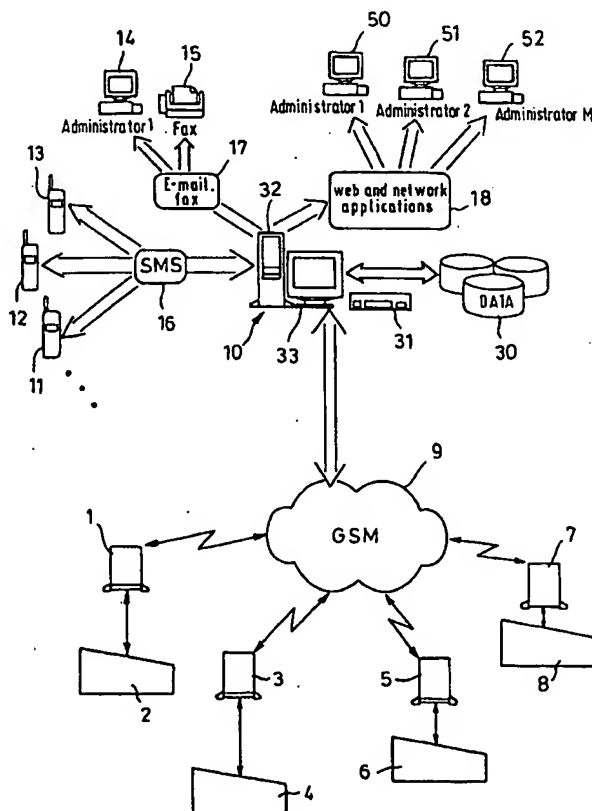 50
51
52
14
15
Administrator 1
Administrator 2
Administrator M
Administrator 1
Fax
17
E-mail.
fax
32
web and network
applications
18
13
SMS
DATA
12
16
10
33
31
30
11
9
GSM
1
7
3
5
8
2
6
4